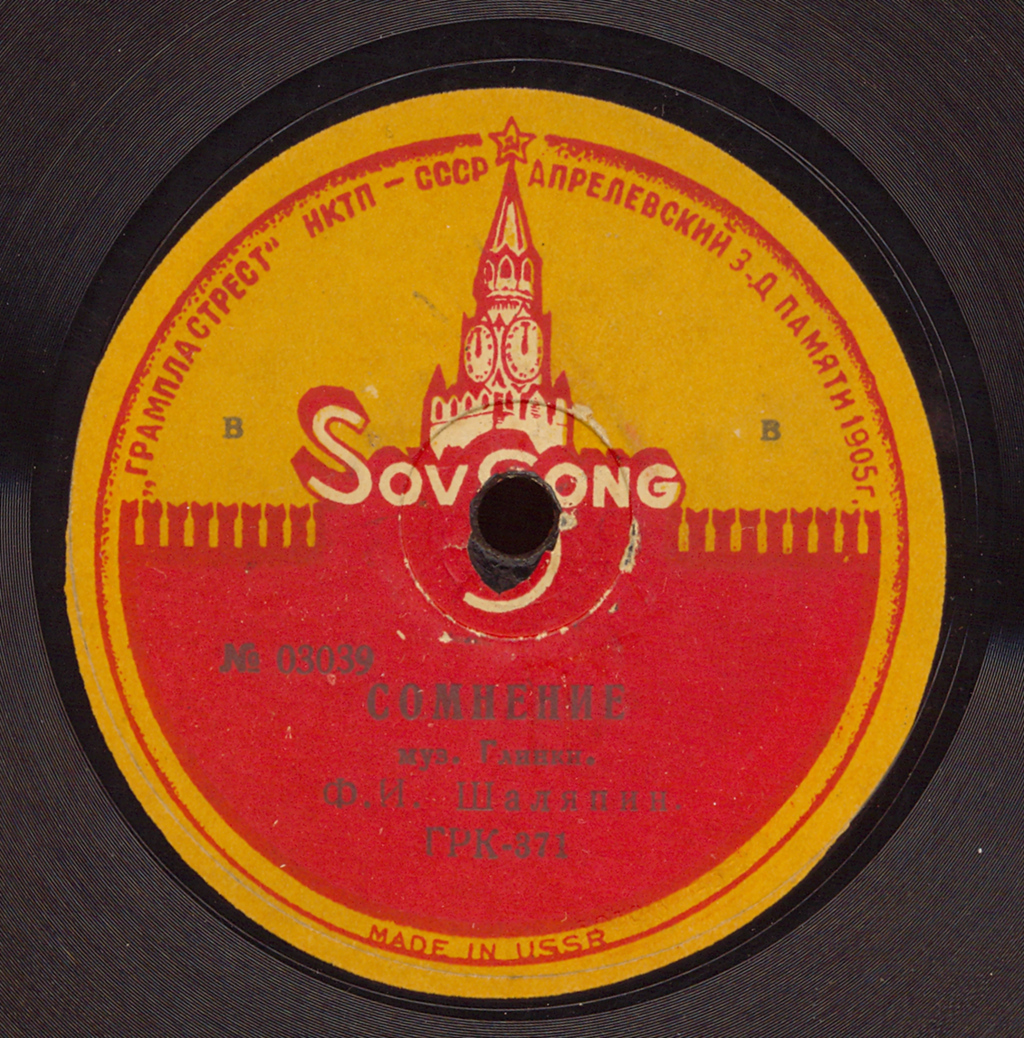 „ГРАМПЛАСТРЕСТ" НКТП – СССР АПРЕЛЕВСКИЙ З-Д ПАМЯТИ 1905 г.
В В
SOVSONG
№ 03039
СОМНЕНИЕ
муз. Глинки.
Ф.И. Шаляпин.
ГРК-371
MADE IN USSR